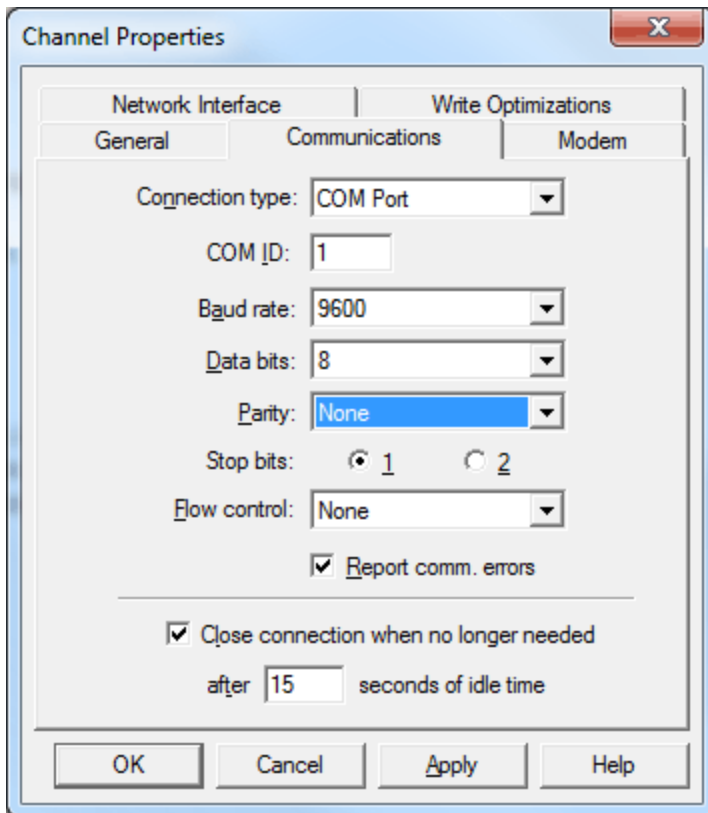 Channel Properties
Network Interface
Write Optimizations
General
Communications
Modem
Connection type: COM Port
COM ID: 1
Baud rate: 9600
Data bits: 8
Parity: None
Stop bits: 1 2
Flow control: None
Report comm. errors
Close connection when no longer needed
after 15 seconds of idle time
OK
Cancel
Apply
Help